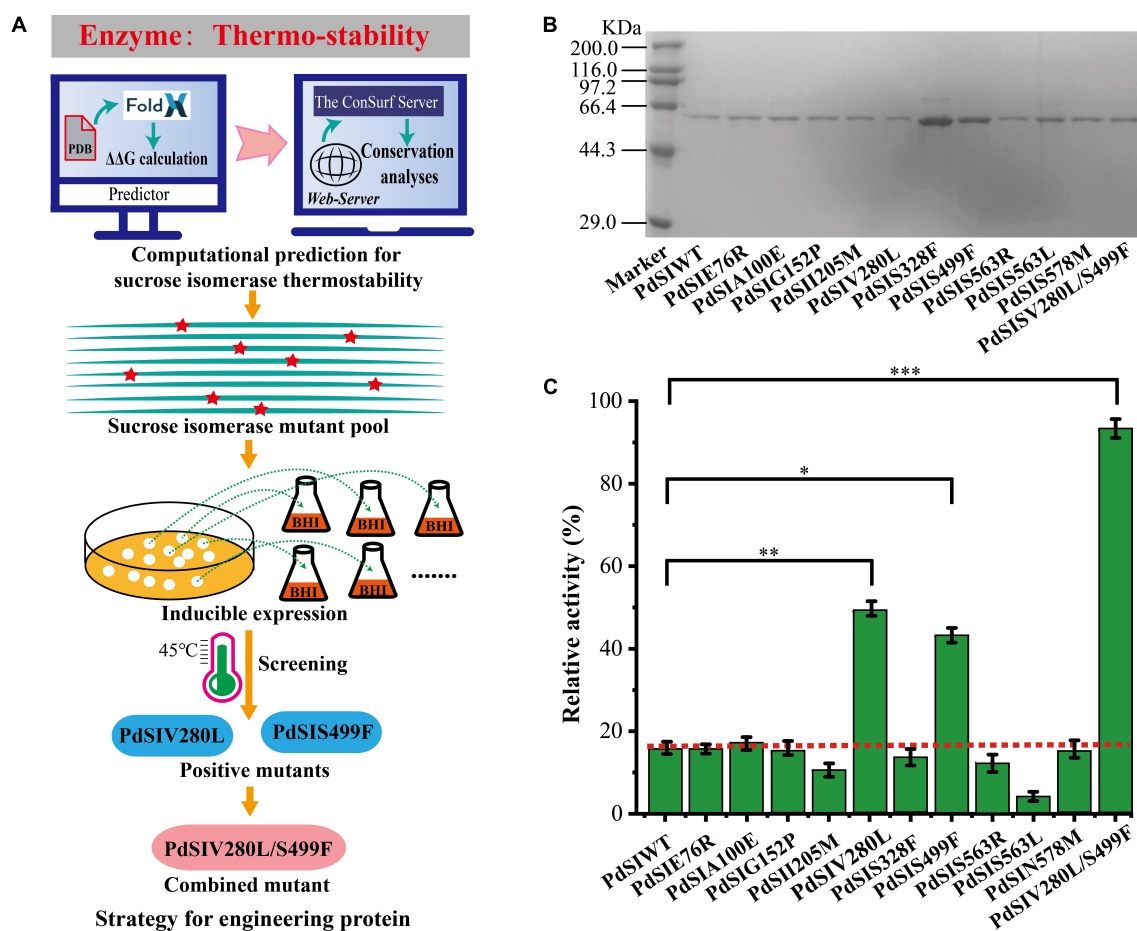 A
Enzyme: Thermo-stability
PDB
FoldX
ΔΔG calculation
Predictor
The ConSurf Server
Conservation
analyses
Web-Server
Computational prediction for
sucrose isomerase thermostability
Sucrose isomerase mutant pool
BHI
BHI
BHI
BHI
BHI
.......
Inducible expression
45℃
Screening
PdSIV280L
PdSIS499F
Positive mutants
PdSIV280L/S499F
Combined mutant
Strategy for engineering protein
B
KDa
200.0
116.0
97.2
66.4
44.3
29.0
Marker
PdSIWT
PdSIE76R
PdSIA100E
PdSIG152P
PdSII205M
PdSIV280L
PdSIS328F
PdSIS499F
PdSIS563R
PdSIS563L
PdSIS578M
PdSISV280L/S499F
C
***
*
**
Relative activity (%)
100
80
60
40
20
0
PdSIWT
PdSIE76R
PdSIA100E
PdSIG152P
PdSII205M
PdSIV280L
PdSIS328F
PdSIS499F
PdSIS563R
PdSIS563L
PdSIN578M
PdSIV280L/S499F